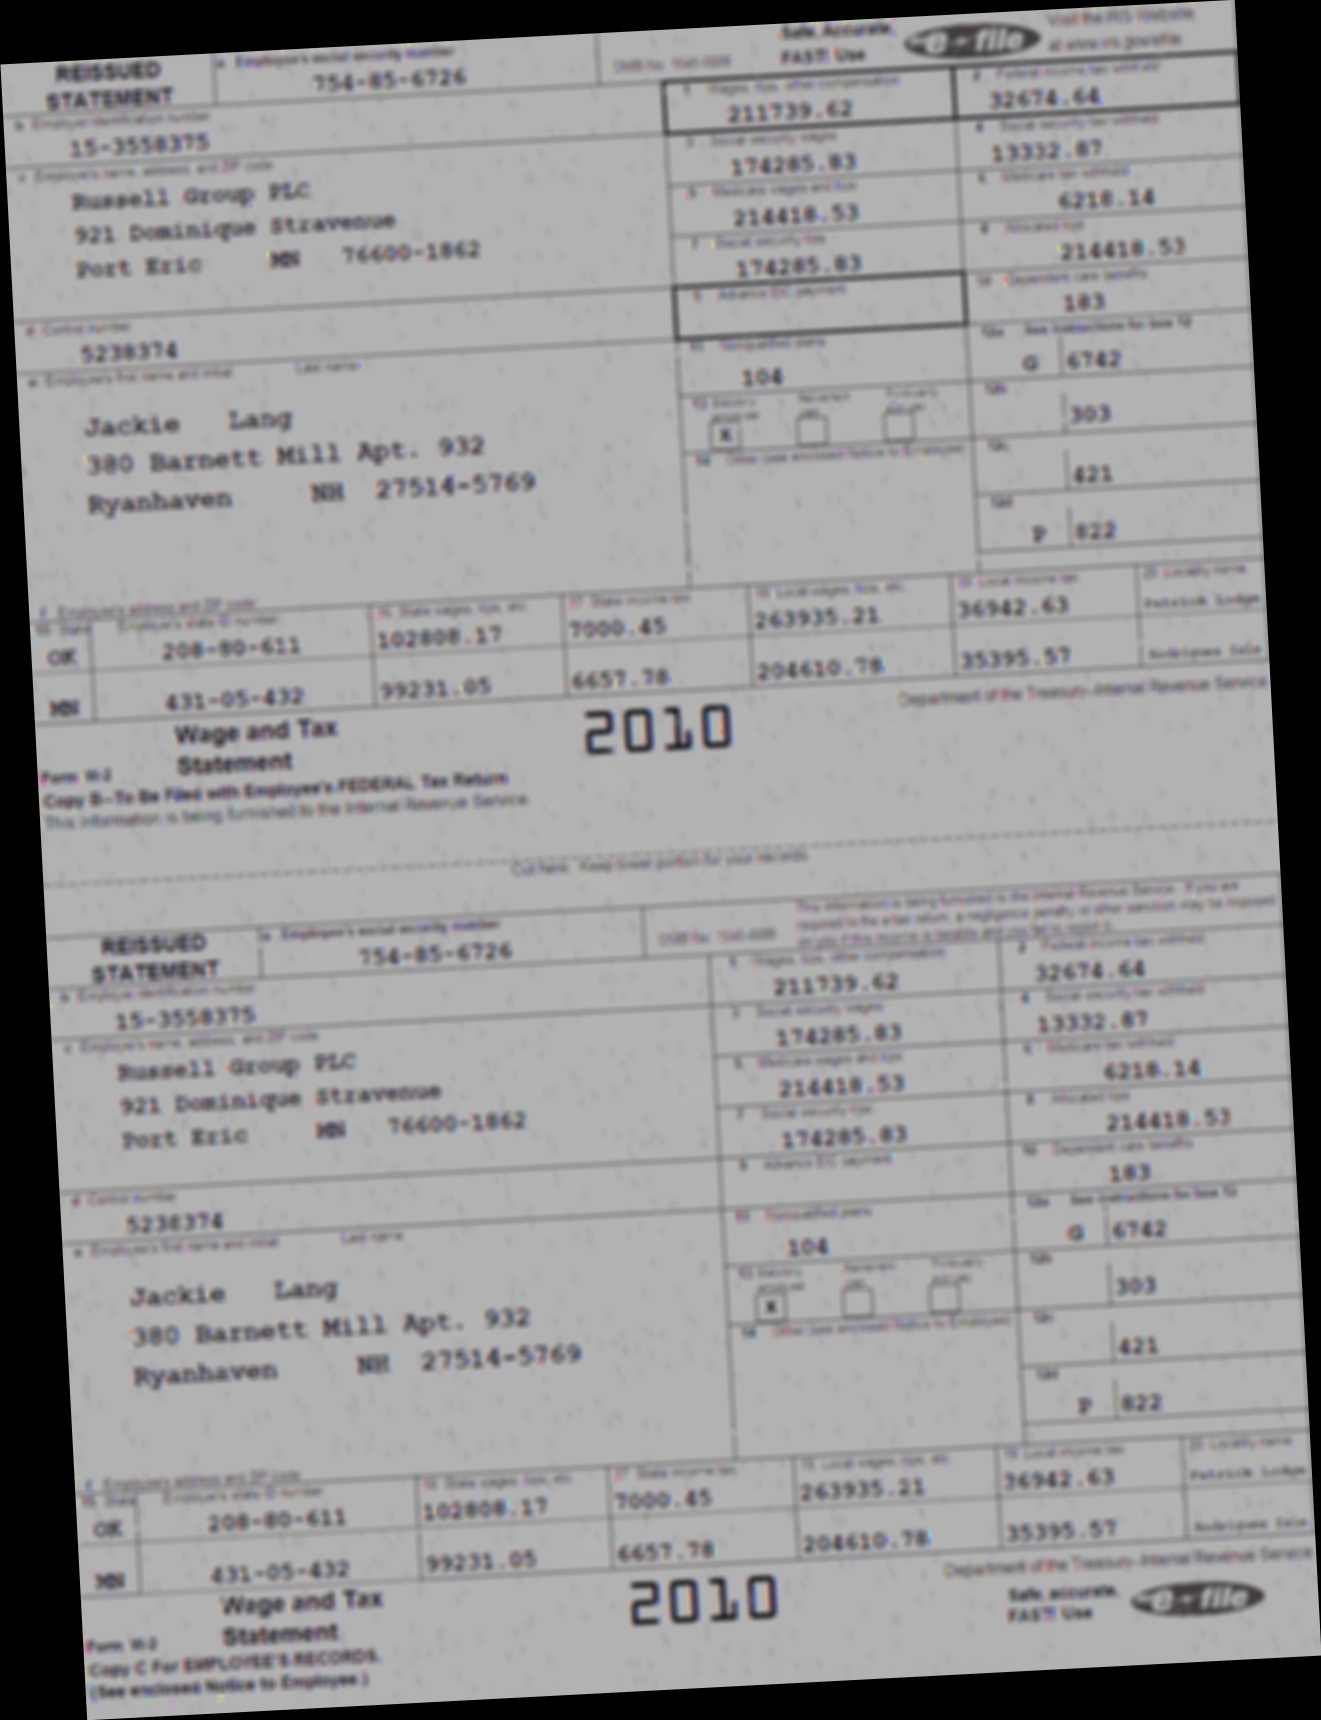 REISSUED STATEMENT
a Employee's social security number
754-85-6726
OMB No. 1545-0008
Safe, Accurate,
FAST! Use
e-file
Visit the IRS Website
at www.irs.gov/efile.
b Employer identification number
15-3558375
1 Wages, tips, other compensation
211739.62
2 Federal income tax withheld
32674.64
3 Social security wages
174285.83
4 Social security tax withheld
13332.87
c Employer's name, address, and ZIP code
Russell Group PLC
921 Dominique Stravenue
Port Eric MN 76600-1862
5 Medicare wages and tips
214418.53
6 Medicare tax withheld
6218.14
7 Social security tips
174285.83
8 Allocated tips
214418.53
9 Advance EIC payment
10 Dependent care benefits
183
d Control number
5238374
11 Nonqualified plans
104
12a See instructions for box 12
G 6742
e Employee's first name and initial Last name
Jackie Lang
380 Barnett Mill Apt. 932
Ryanhaven NH 27514-5769
13
X
12b
303
14 Other (see enclosed Notice to Employee)
12c
421
12d
P 822
f Employee's address and ZIP code
15 State Employer's state ID number 16 State wages, tips, etc. 17 State income tax 18 Local wages, tips, etc. 19 Local income tax 20 Locality name
OK 208-80-611 102808.17 7000.45 263935.21 36942.63 Patrick Lodge
MN 431-05-432 99231.05 6657.78 204610.78 35395.57 Rodriguez Isle
Form W-2 Wage and Tax Statement
2010
Department of the Treasury-Internal Revenue Service
Copy B--To Be Filed with Employee's FEDERAL Tax Return
This information is being furnished to the Internal Revenue Service.
Cut here. Keep lower portion for your records.
REISSUED STATEMENT
a Employee's social security number
754-85-6726
OMB No. 1545-0008
This information is being furnished to the Internal Revenue Service. If you are
required to file a tax return, a negligence penalty or other sanction may be imposed
on you if this income is taxable and you fail to report it.
b Employer identification number
15-3558375
1 Wages, tips, other compensation
211739.62
2 Federal income tax withheld
32674.64
3 Social security wages
174285.83
4 Social security tax withheld
13332.87
c Employer's name, address, and ZIP code
Russell Group PLC
921 Dominique Stravenue
Port Eric MN 76600-1862
5 Medicare wages and tips
214418.53
6 Medicare tax withheld
6218.14
7 Social security tips
174285.83
8 Allocated tips
214418.53
9 Advance EIC payment
10 Dependent care benefits
183
d Control number
5238374
11 Nonqualified plans
104
12a See instructions for box 12
G 6742
e Employee's first name and initial Last name
Jackie Lang
380 Barnett Mill Apt. 932
Ryanhaven NH 27514-5769
13
X
12b
303
14 Other (see enclosed Notice to Employee)
12c
421
12d
P 822
f Employee's address and ZIP code
15 State Employer's state ID number 16 State wages, tips, etc. 17 State income tax 18 Local wages, tips, etc. 19 Local income tax 20 Locality name
OK 208-80-611 102808.17 7000.45 263935.21 36942.63 Patrick Lodge
MN 431-05-432 99231.05 6657.78 204610.78 35395.57 Rodriguez Isle
Form W-2 Wage and Tax Statement
2010
Department of the Treasury-Internal Revenue Service
Safe, accurate,
FAST! Use
e-file
Copy C For EMPLOYEE'S RECORDS.
(See enclosed Notice to Employee.)